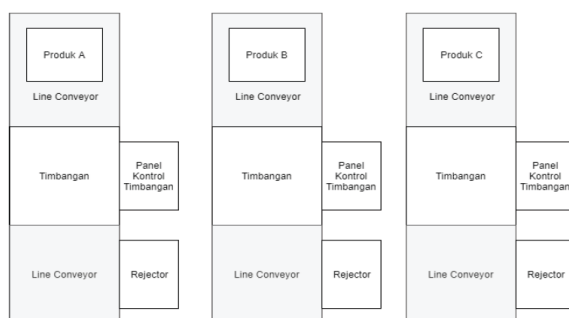 Produk A
Line Conveyor
Timbangan
Panel
Kontrol
Timbangan
Line Conveyor
Rejector
Produk B
Line Conveyor
Timbangan
Panel
Kontrol
Timbangan
Line Conveyor
Rejector
Produk C
Line Conveyor
Timbangan
Panel
Kontrol
Timbangan
Line Conveyor
Rejector